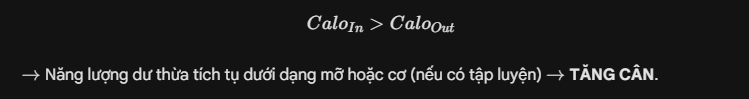 Calo_In > Calo_Out
→ Năng lượng dư thừa tích tụ dưới dạng mỡ hoặc cơ (nếu có tập luyện) → TĂNG CÂN.